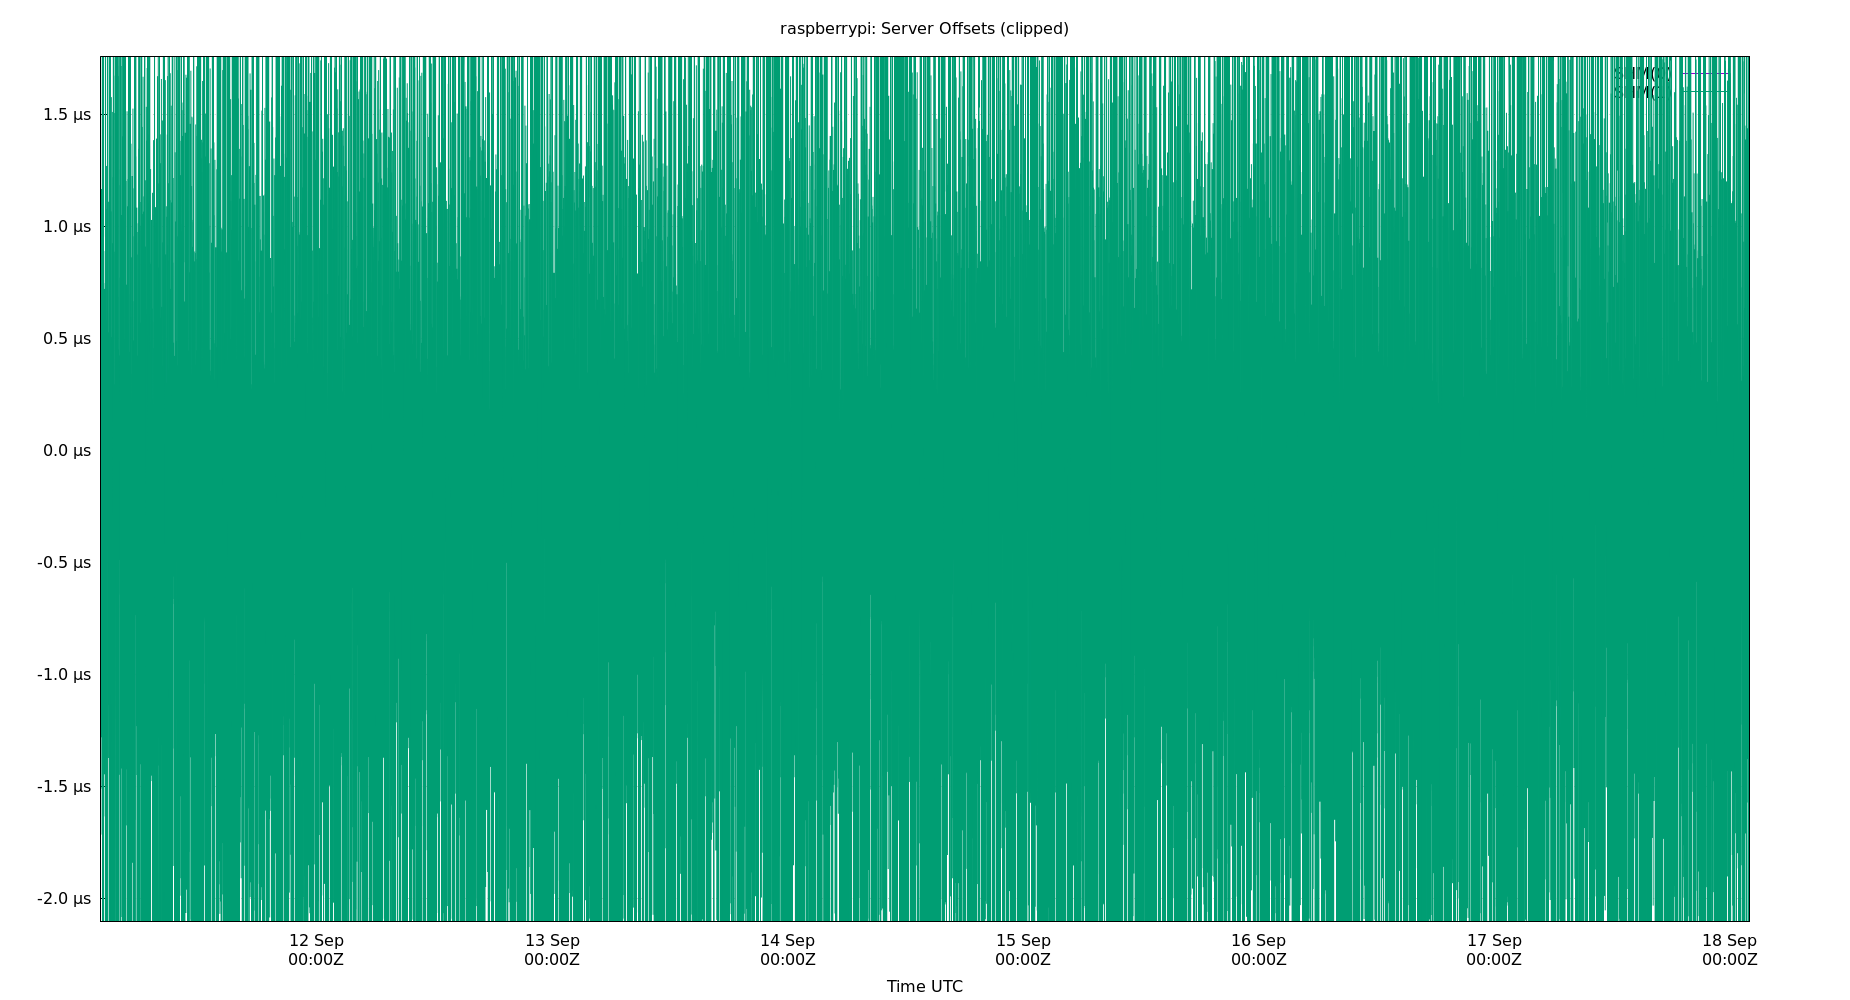 raspberrypi: Server Offsets (clipped)
1.5 µs
1.0 µs
0.5 µs
0.0 µs
-0.5 µs
-1.0 µs
-1.5 µs
-2.0 µs
12 Sep
00:00Z
13 Sep
00:00Z
14 Sep
00:00Z
15 Sep
00:00Z
16 Sep
00:00Z
17 Sep
00:00Z
18 Sep
00:00Z
Time UTC